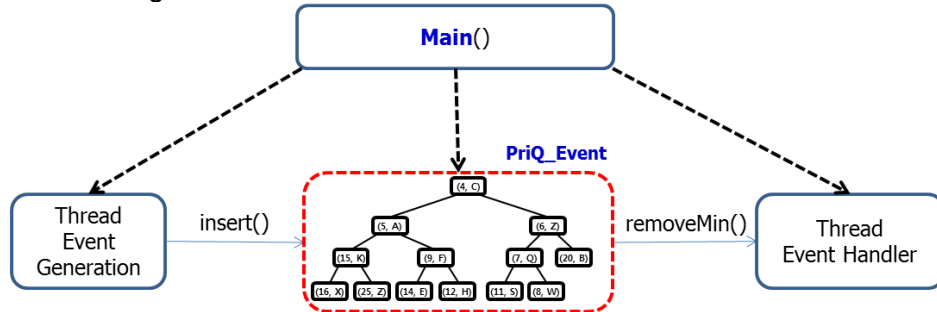 Main()
PriQ_Event
(4, C)
Thread
Event
Generation
insert()
(5, A)
(6, Z)
removeMin()
Thread
Event Handler
(15, K)
(9, F)
(7, Q)
(20, B)
(16, X)
(25, Z)
(14, E)
(12, H)
(11, S)
(8, W)